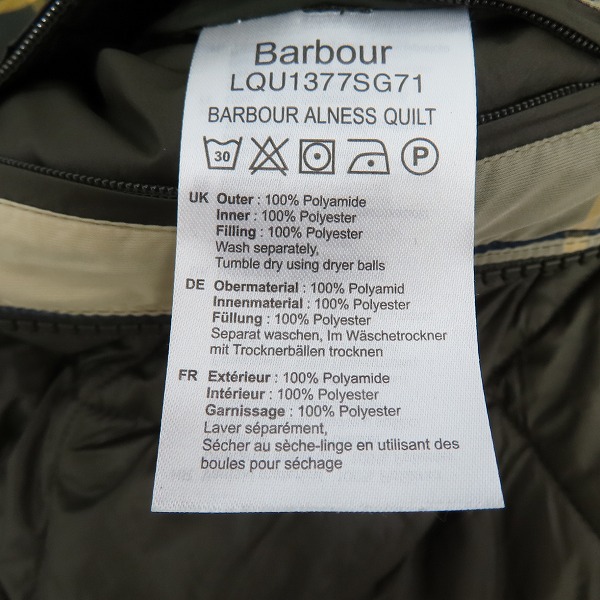 Barbour
LQU1377SG71
BARBOUR ALNESS QUILT
30 P
UK Outer : 100% Polyamide
Inner : 100% Polyester
Filling : 100% Polyester
Wash separately,
Tumble dry using dryer balls
DE Obermaterial : 100% Polyamid
Innenmaterial : 100% Polyester
Füllung : 100% Polyester
Separat waschen, Im Wäschetrockner
mit Trocknerbällen trocknen
FR Extérieur : 100% Polyamide
Intérieur : 100% Polyester
Garnissage : 100% Polyester
Laver séparément,
Sécher au sèche-linge en utilisant des
boules pour séchage